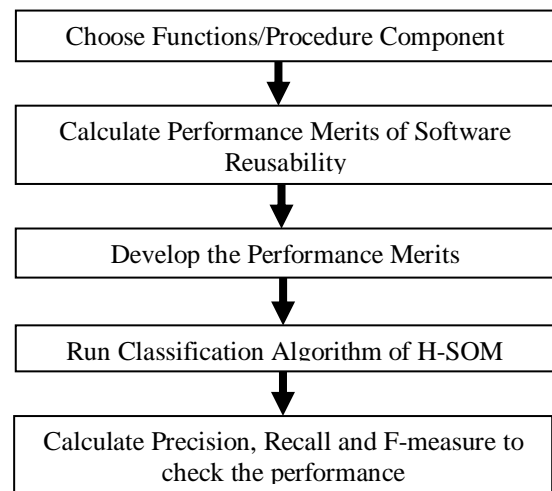 Choose Functions/Procedure Component
Calculate Performance Merits of Software
Reusability
Develop the Performance Merits
Run Classification Algorithm of H-SOM
Calculate Precision, Recall and F-measure to
check the performance